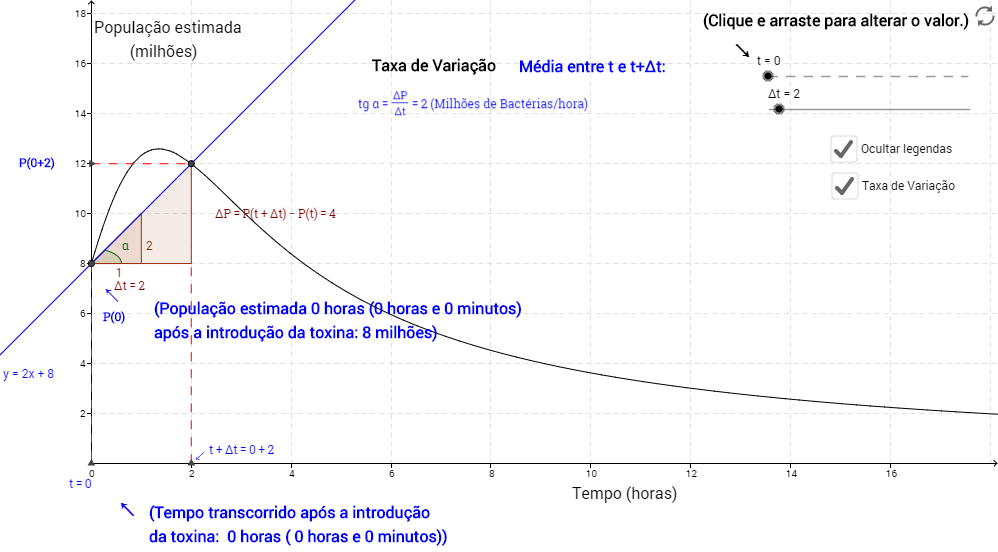 (Clique e arraste para alterar o valor.)
População estimada
(milhões)
Taxa de Variação Média entre t e t+Δt:
tg α = ΔP/Δt = 2 (Milhões de Bactérias/hora)
t = 0
Δt = 2
Ocultar legendas
Taxa de Variação
18
16
14
12
10
8
6
4
2
P(0+2)
ΔP = P(t + Δt) − P(t) = 4
α
2
1
Δt = 2
P(0)
(População estimada 0 horas (0 horas e 0 minutos)
após a introdução da toxina: 8 milhões)
y = 2x + 8
t + Δt = 0 + 2
0 2 4 6 8 10 12 14 16
t = 0
Tempo (horas)
(Tempo transcorrido após a introdução
da toxina: 0 horas ( 0 horas e 0 minutos))